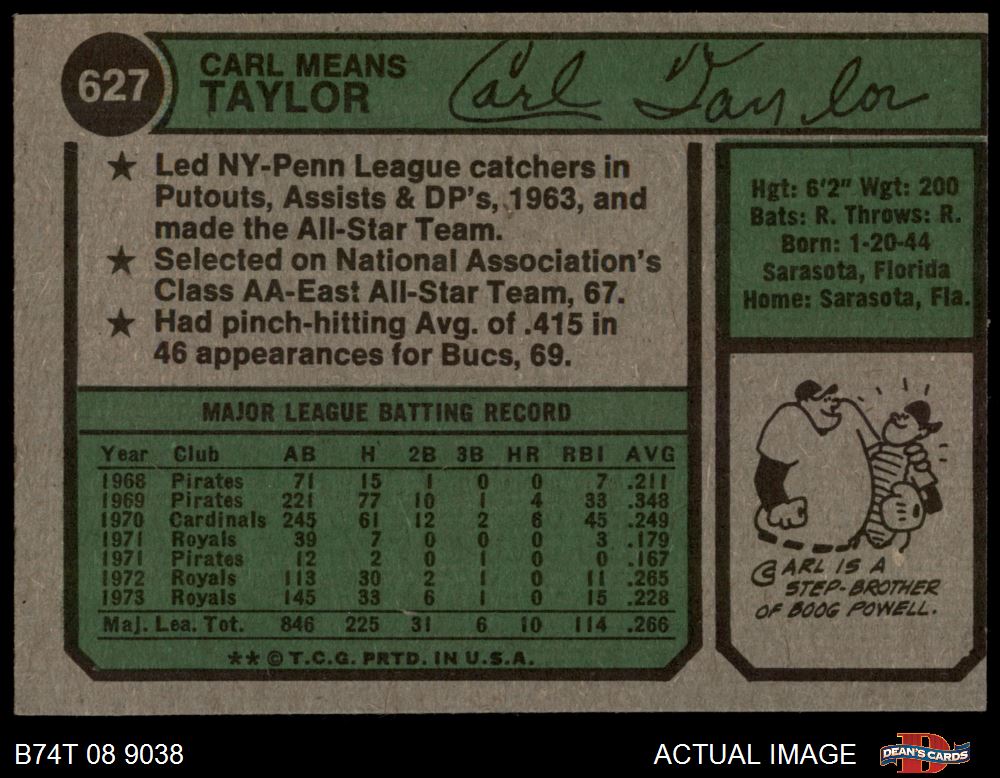 627
CARL MEANS
TAYLOR
Carl Taylor
★ Led NY-Penn League catchers in
Putouts, Assists & DP's, 1963, and
made the All-Star Team.
★ Selected on National Association's
Class AA-East All-Star Team, 67.
★ Had pinch-hitting Avg. of .415 in
46 appearances for Bucs, 69.
Hgt: 6'2" Wgt: 200
Bats: R. Throws: R.
Born: 1-20-44
Sarasota, Florida
Home: Sarasota, Fla.
MAJOR LEAGUE BATTING RECORD
Year Club AB H 2B 3B HR RBI AVG
1968 Pirates 71 15 1 0 0 7 .211
1969 Pirates 221 77 10 1 4 33 .348
1970 Cardinals 245 61 12 2 6 45 .249
1971 Royals 39 7 0 0 0 3 .179
1971 Pirates 12 2 0 1 0 0 .167
1972 Royals 113 30 2 1 0 11 .265
1973 Royals 145 33 6 1 0 15 .228
Maj. Lea. Tot. 846 225 31 6 10 114 .266
** © T.C.G. PRTD. IN U.S.A.
CARL IS A
STEP-BROTHER
OF BOOG POWELL.
B74T 08 9038
ACTUAL IMAGE
D
DEAN'S CARDS